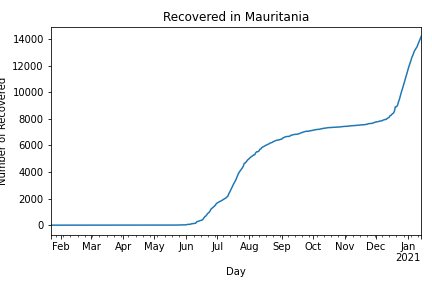 Recovered in Mauritania
Number of Recovered
14000
12000
10000
8000
6000
4000
2000
0
Feb Mar Apr May Jun Jul Aug Sep Oct Nov Dec Jan
2021
Day